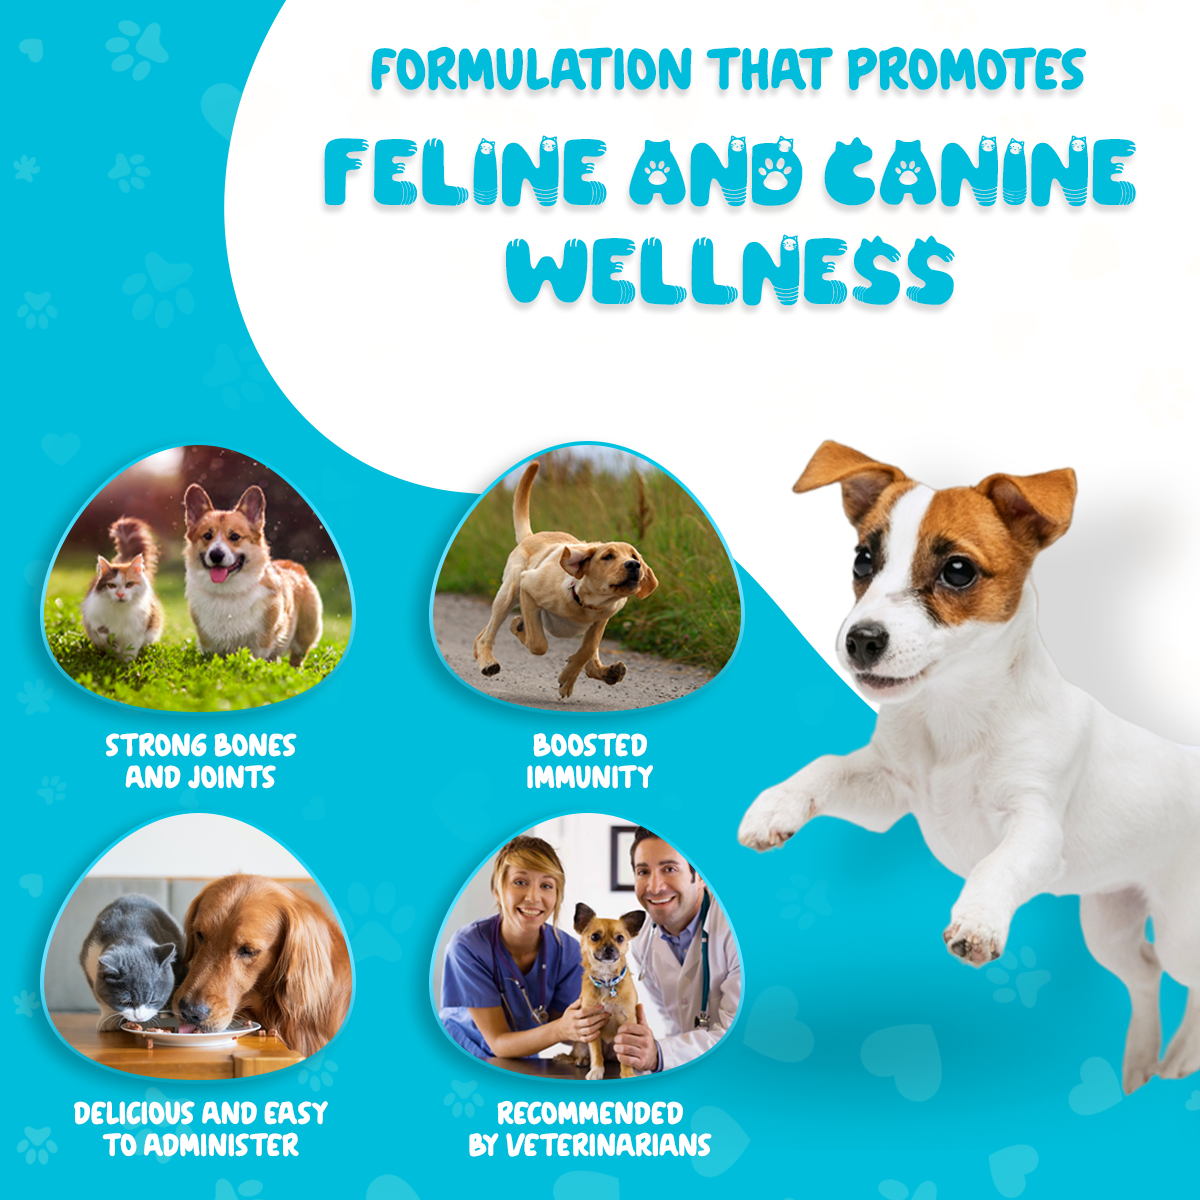 FORMULATION THAT PROMOTES
FELINE AND CANINE
WELLNESS
STRONG BONES
AND JOINTS
BOOSTED
IMMUNITY
DELICIOUS AND EASY
TO ADMINISTER
RECOMMENDED
BY VETERINARIANS